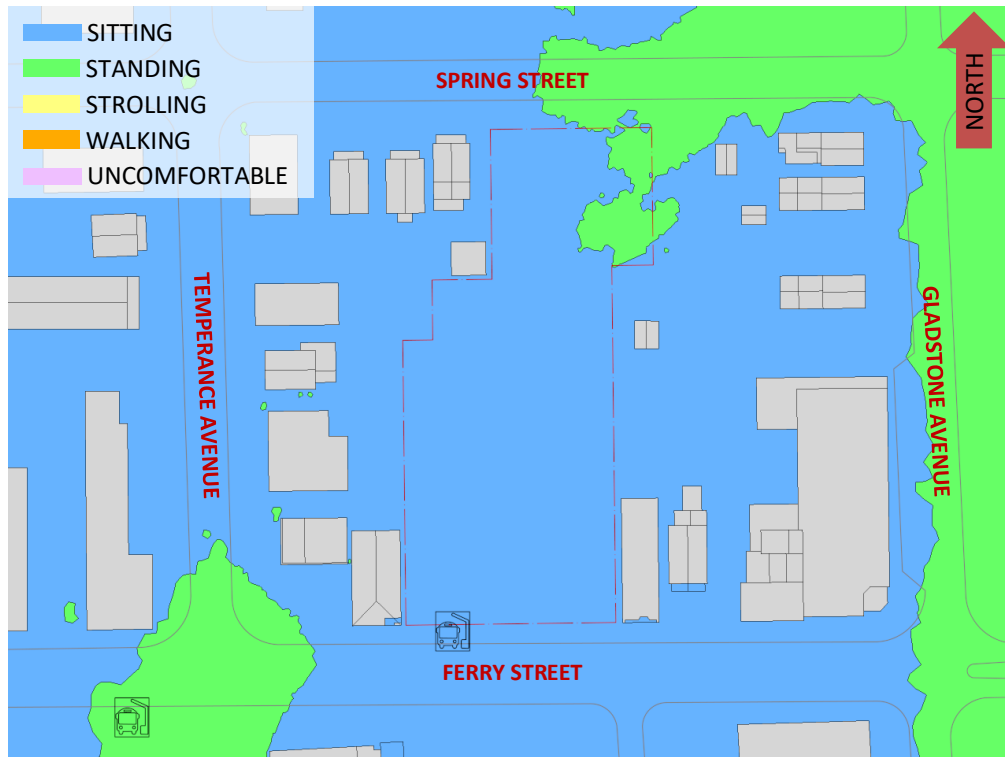 SITTING
STANDING
STROLLING
WALKING
UNCOMFORTABLE
SPRING STREET
NORTH
TEMPERANCE AVENUE
GLADSTONE AVENUE
FERRY STREET